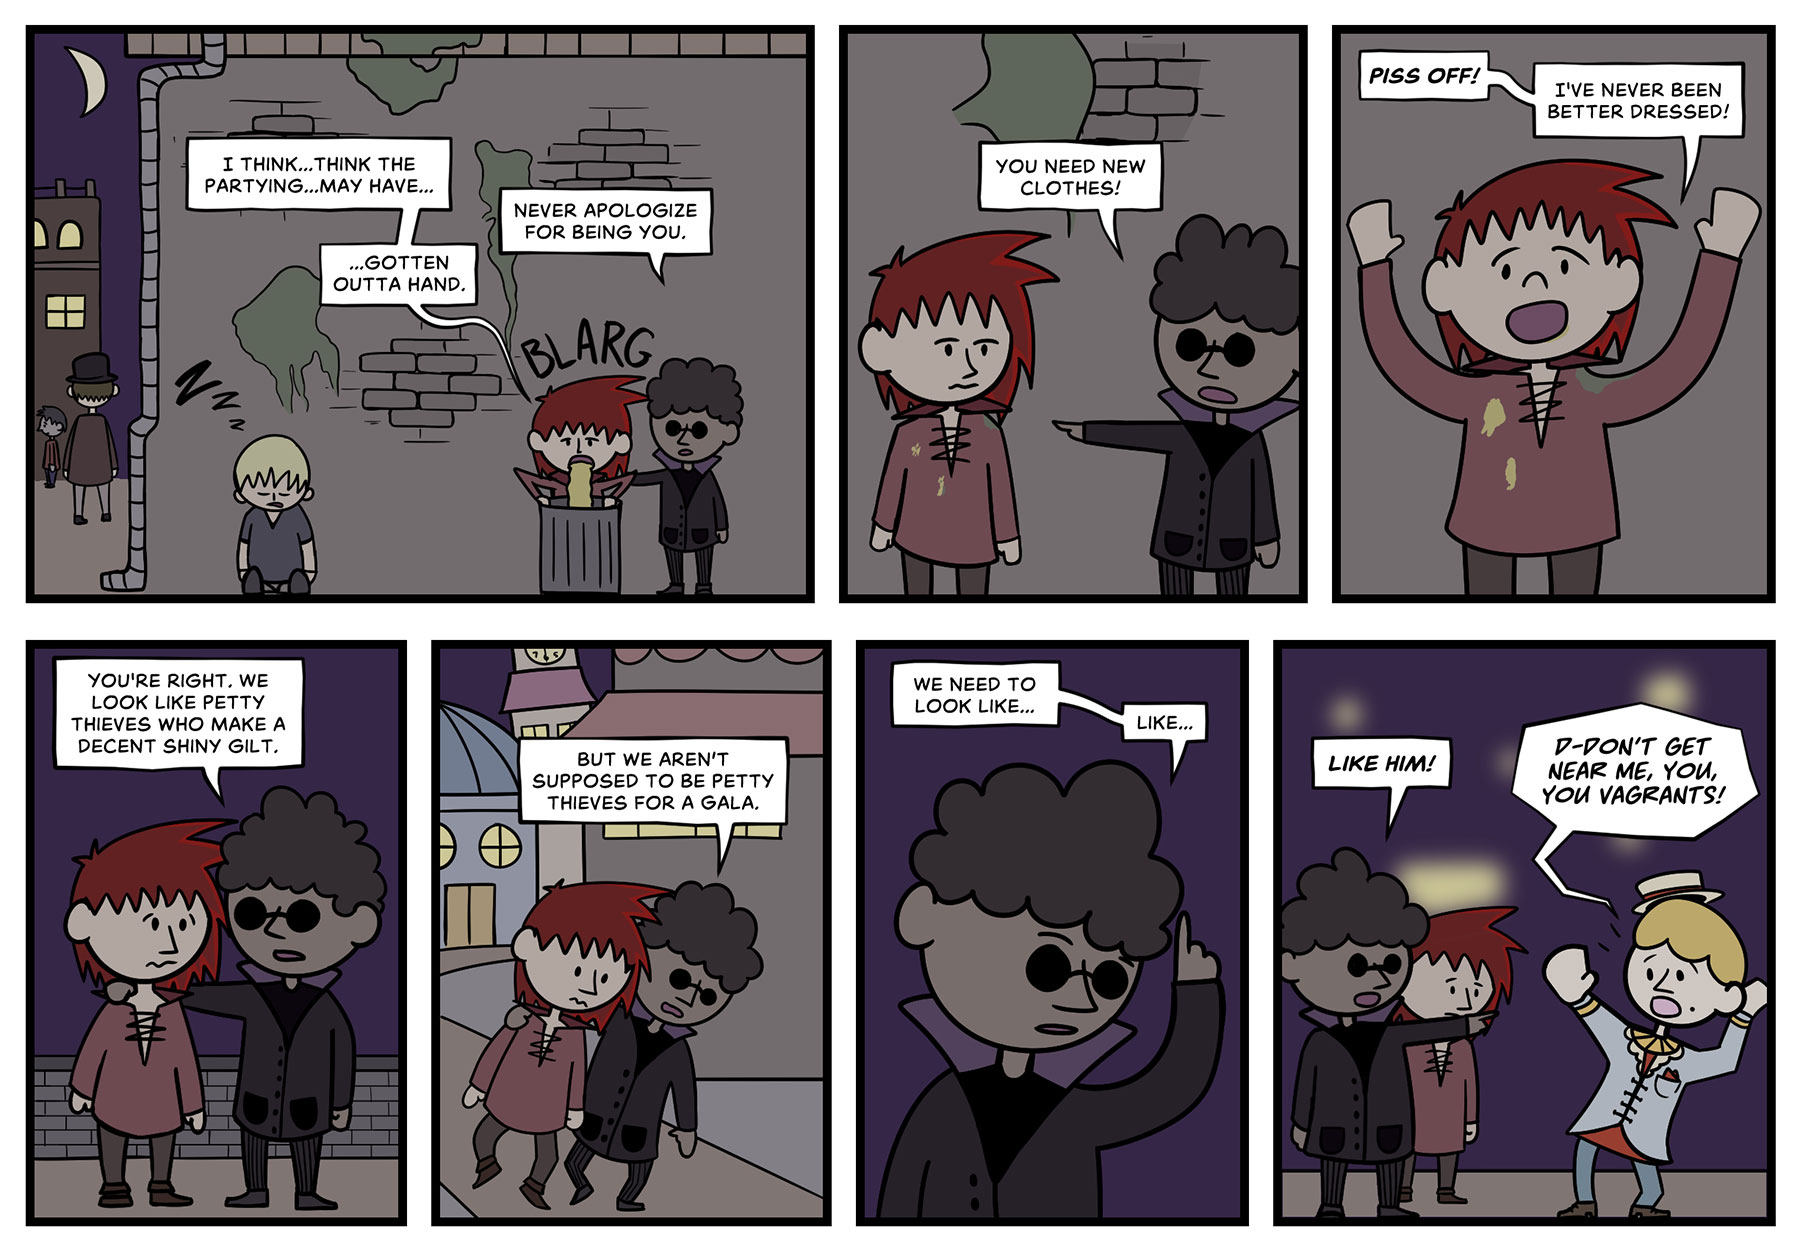 I THINK...THINK THE
PARTYING...MAY HAVE...
...GOTTEN
OUTTA HAND.
NEVER APOLOGIZE
FOR BEING YOU.
BLARG
ZZZ
YOU NEED NEW
CLOTHES!
PISS OFF!
I'VE NEVER BEEN
BETTER DRESSED!
YOU'RE RIGHT. WE
LOOK LIKE PETTY
THIEVES WHO MAKE A
DECENT SHINY GILT.
BUT WE AREN'T
SUPPOSED TO BE PETTY
THIEVES FOR A GALA.
WE NEED TO
LOOK LIKE...
LIKE...
LIKE HIM!
D-DON'T GET
NEAR ME, YOU,
YOU VAGRANTS!